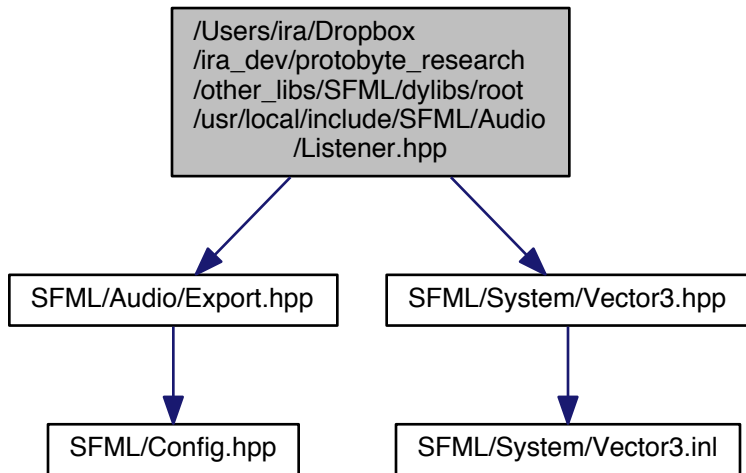 /Users/ira/Dropbox
/ira_dev/protobyte_research
/other_libs/SFML/dylibs/root
/usr/local/include/SFML/Audio
/Listener.hpp
SFML/Audio/Export.hpp
SFML/System/Vector3.hpp
SFML/Config.hpp
SFML/System/Vector3.inl